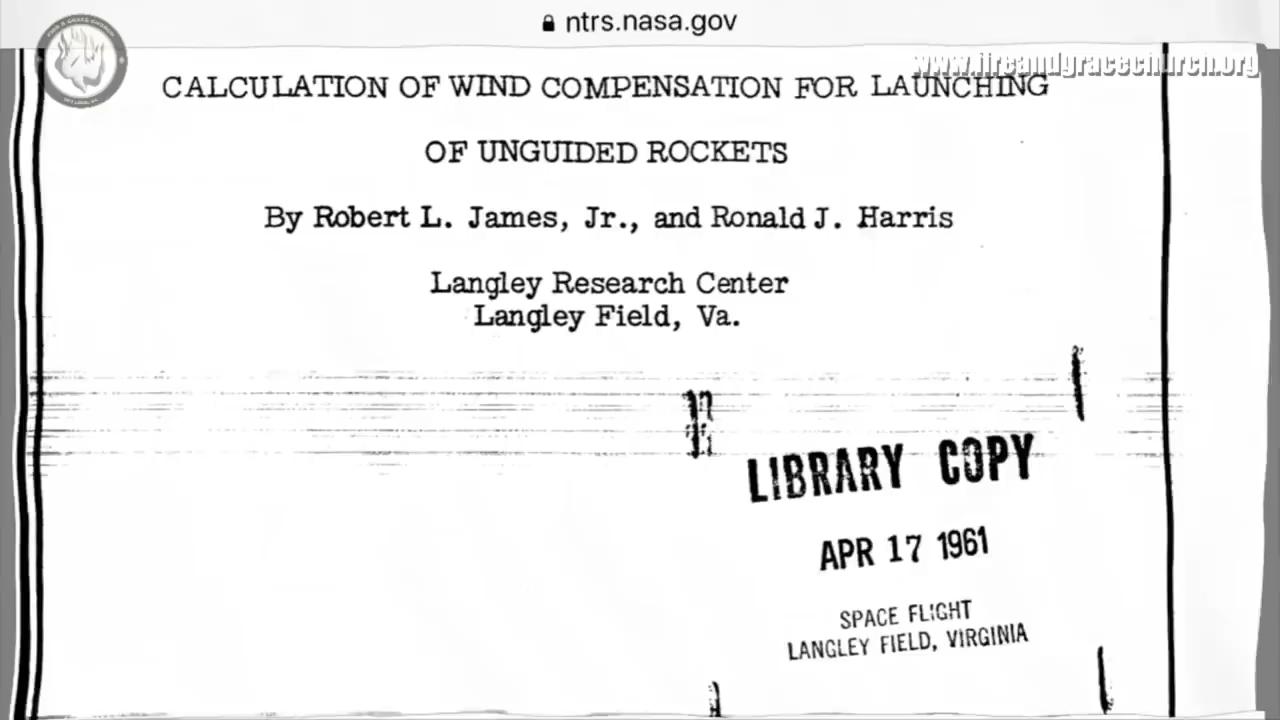 ntrs.nasa.gov
www.fireandgracechurch.org
CALCULATION OF WIND COMPENSATION FOR LAUNCHING
OF UNGUIDED ROCKETS
By Robert L. James, Jr., and Ronald J. Harris
Langley Research Center
Langley Field, Va.
LIBRARY COPY
APR 17 1961
SPACE FLIGHT
LANGLEY FIELD, VIRGINIA